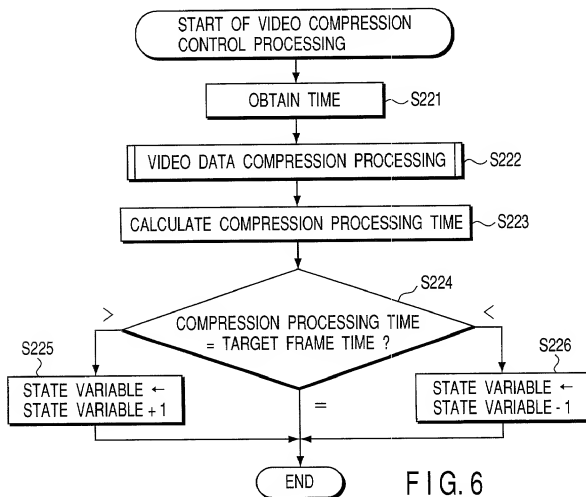 START OF VIDEO COMPRESSION
CONTROL PROCESSING
OBTAIN TIME
S221
VIDEO DATA COMPRESSION PROCESSING
S222
CALCULATE COMPRESSION PROCESSING TIME
S223
S224
>
<
COMPRESSION PROCESSING TIME
= TARGET FRAME TIME ?
S225
S226
STATE VARIABLE ←
STATE VARIABLE + 1
STATE VARIABLE ←
STATE VARIABLE - 1
=
END
FIG. 6